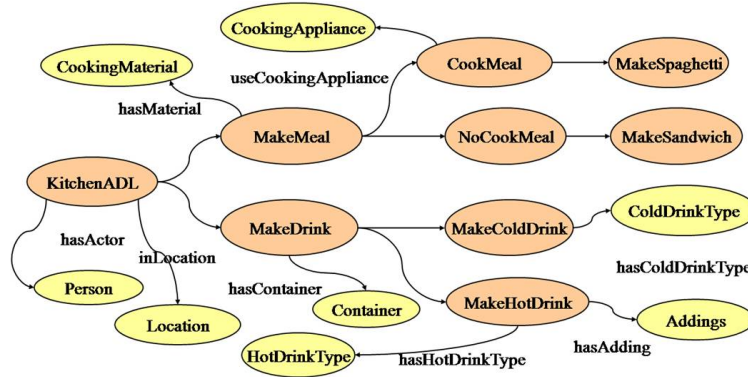 CookingAppliance
CookingMaterial
useCookingAppliance
CookMeal
MakeSpaghetti
hasMaterial
MakeMeal
NoCookMeal
MakeSandwich
KitchenADL
MakeDrink
MakeColdDrink
ColdDrinkType
hasActor
inLocation
hasColdDrinkType
Person
hasContainer
Container
MakeHotDrink
Location
Addings
HotDrinkType
hasHotDrinkType
hasAdding